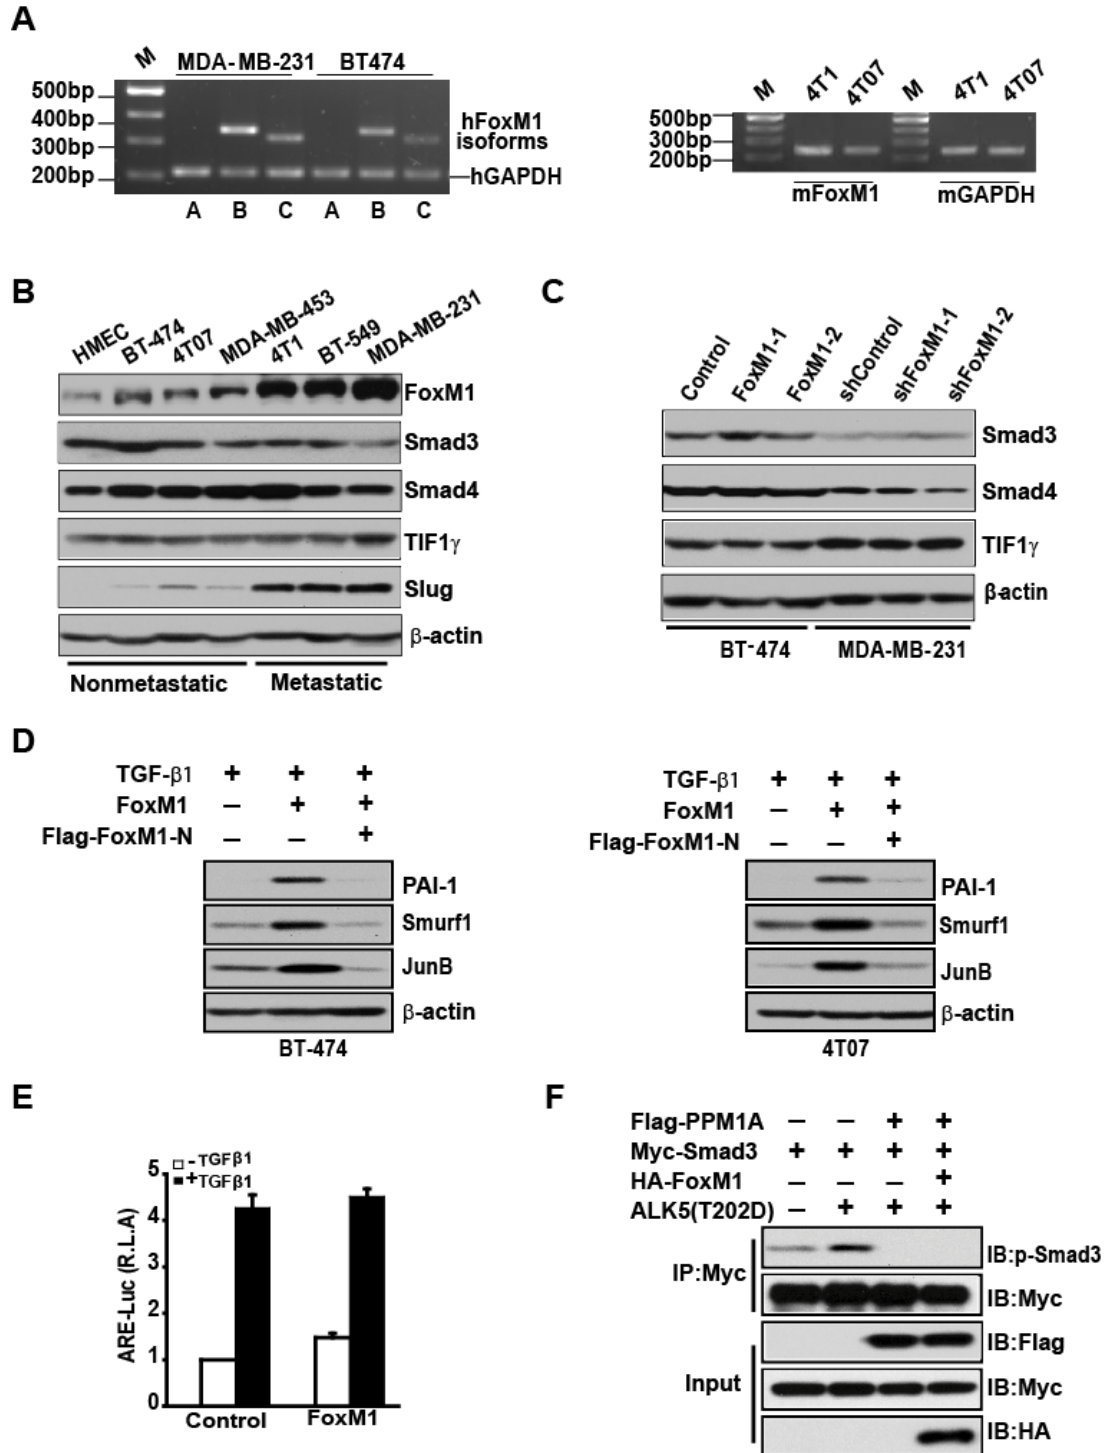 A
M MDA-MB-231 BT474
500bp
400bp
300bp
200bp
hFoxM1
isoforms
hGAPDH
A B C A B C
M 4T1 4T07 M 4T1 4T07
500bp
300bp
200bp
mFoxM1 mGAPDH
B
HMEC BT-474 4T07 MDA-MB-453 4T1 BT-549 MDA-MB-231
FoxM1
Smad3
Smad4
TIF1γ
Slug
β-actin
Nonmetastatic Metastatic
C
Control FoxM1-1 FoxM1-2 shControl shFoxM1-1 shFoxM1-2
Smad3
Smad4
TIF1γ
β-actin
BT-474 MDA-MB-231
D
TGF-β1 + + +
FoxM1 – + +
Flag-FoxM1-N – – +
PAI-1
Smurf1
JunB
β-actin
BT-474
TGF-β1 + + +
FoxM1 – + +
Flag-FoxM1-N – – +
PAI-1
Smurf1
JunB
β-actin
4T07
E
-TGFβ1
+TGFβ1
ARE-Luc (R.L.A)
5
4
3
2
1
0
Control FoxM1
F
Flag-PPM1A – – + +
Myc-Smad3 + + + +
HA-FoxM1 – – – +
ALK5(T202D) – + + +
IP:Myc
IB:p-Smad3
IB:Myc
Input
IB:Flag
IB:Myc
IB:HA